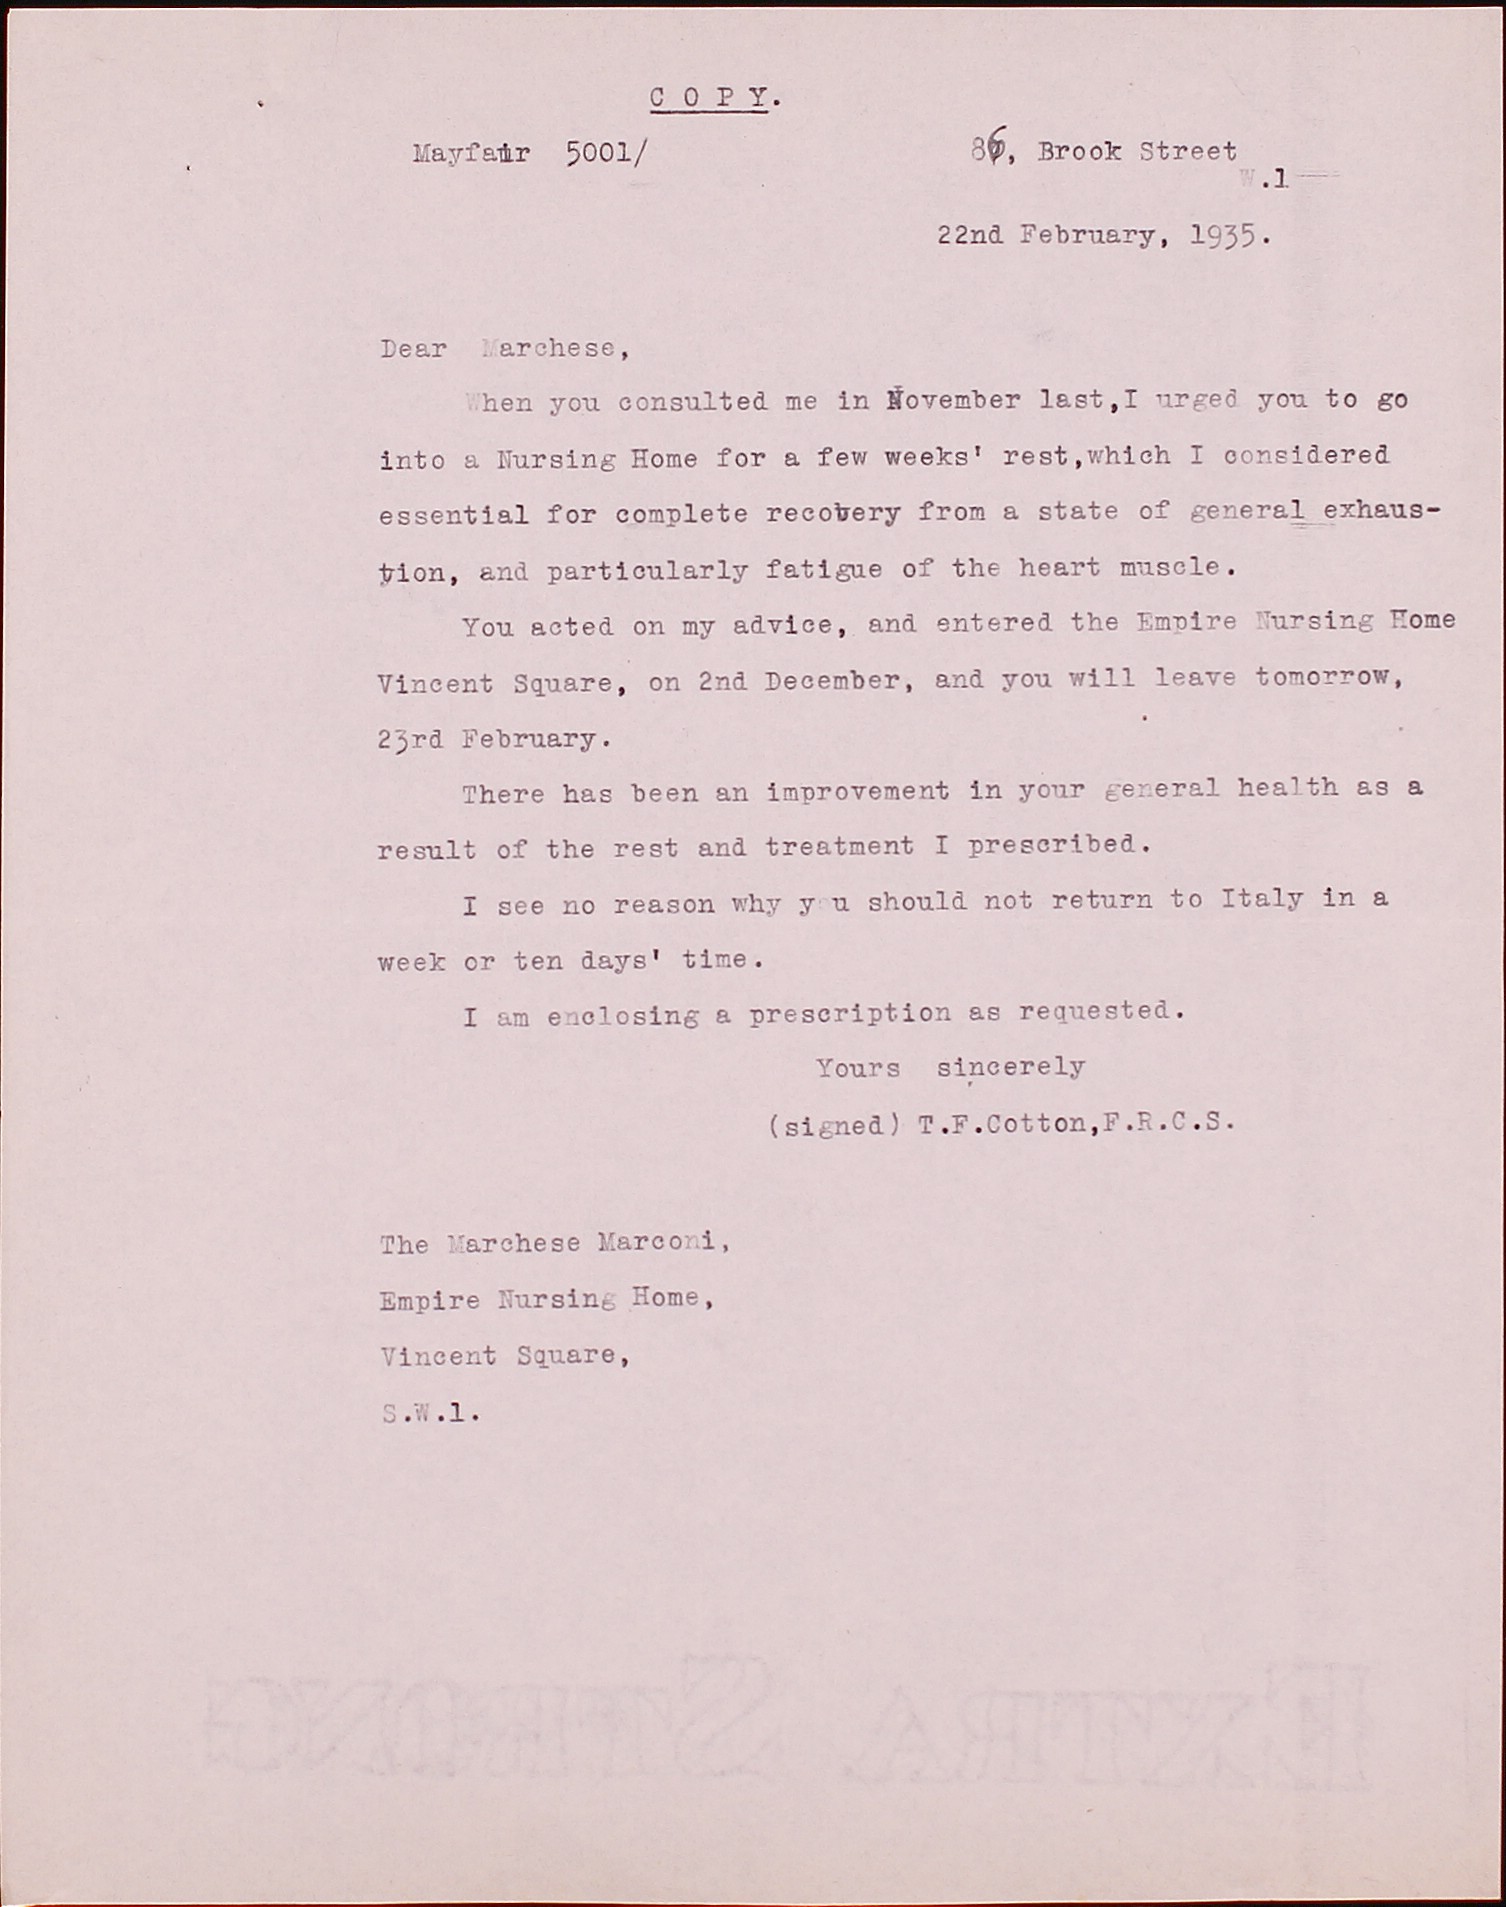 C O P Y.
Mayfair 5001/ 86, Brook Street
W.1
22nd February, 1935.
Dear Marchese,
When you consulted me in November last,I urged you to go
into a Nursing Home for a few weeks' rest,which I considered
essential for complete recovery from a state of general exhaus-
tion, and particularly fatigue of the heart muscle.
You acted on my advice, and entered the Empire Nursing Home
Vincent Square, on 2nd December, and you will leave tomorrow,
23rd February.
There has been an improvement in your general health as a
result of the rest and treatment I prescribed.
I see no reason why you should not return to Italy in a
week or ten days' time.
I am enclosing a prescription as requested.
Yours sincerely
(signed) T.F.Cotton,F.R.C.S.
The Marchese Marconi,
Empire Nursing Home,
Vincent Square,
S.W.1.
EXTRA STRONG